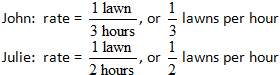 John: rate = 1 lawn / 3 hours, or 1/3 lawns per hour
Julie: rate = 1 lawn / 2 hours, or 1/2 lawns per hour